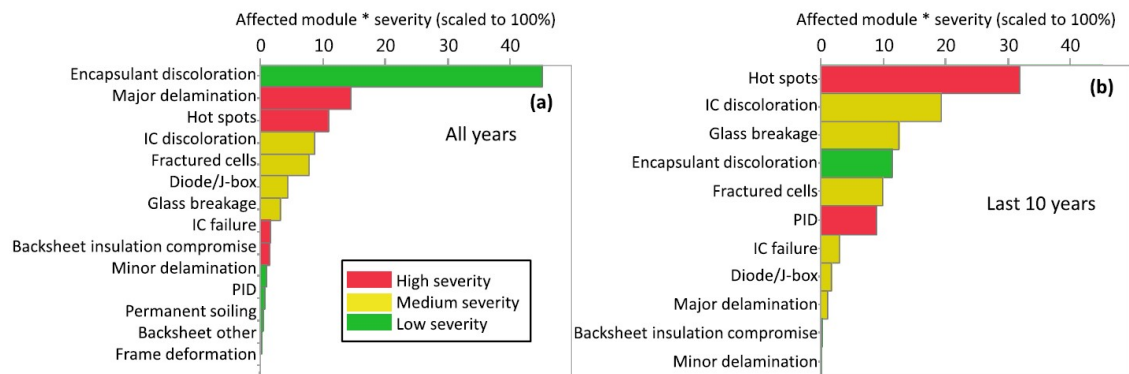 Affected module * severity (scaled to 100%)
0 10 20 30 40
Encapsulant discoloration
Major delamination
Hot spots
IC discoloration
Fractured cells
Diode/J-box
Glass breakage
IC failure
Backsheet insulation compromise
Minor delamination
PID
Permanent soiling
Backsheet other
Frame deformation
(a)
All years
High severity
Medium severity
Low severity
Affected module * severity (scaled to 100%)
0 10 20 30 40
Hot spots
IC discoloration
Glass breakage
Encapsulant discoloration
Fractured cells
PID
IC failure
Diode/J-box
Major delamination
Backsheet insulation compromise
Minor delamination
(b)
Last 10 years